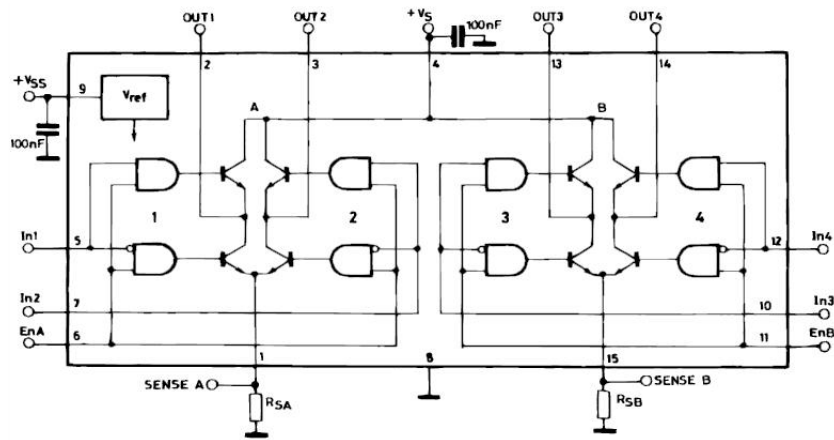 OUT1
OUT2
+VS
100nF
OUT3
OUT4
2
3
4
13
14
+VSS
9
Vref
A
B
100nF
1
2
3
4
In1
5
12
In4
In2
7
10
In3
EnA
6
11
EnB
1
8
15
SENSE A
RSA
SENSE B
RSB